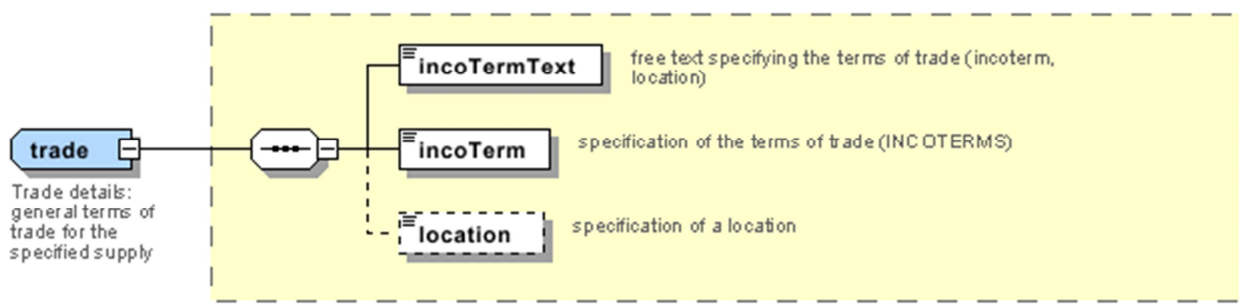 incoTermText
free text specifying the terms of trade (incoterm,
location)
trade
incoTerm
specification of the terms of trade (INCOTERMS)
Trade details:
general terms of
trade for the
specified supply
location
specification of a location